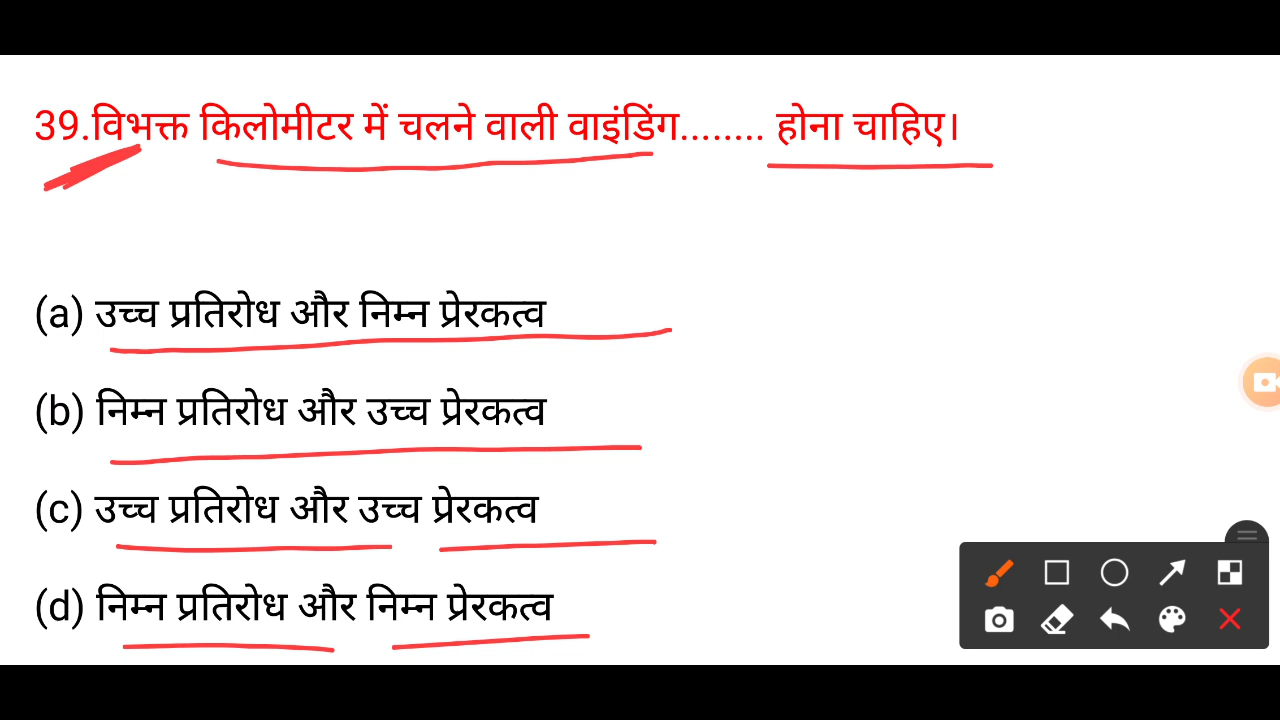 39.विभक्त किलोमीटर में चलने वाली वाइंडिंग........ होना चाहिए।
(a) उच्च प्रतिरोध और निम्न प्रेरकत्व
(b) निम्न प्रतिरोध और उच्च प्रेरकत्व
(c) उच्च प्रतिरोध और उच्च प्रेरकत्व
(d) निम्न प्रतिरोध और निम्न प्रेरकत्व